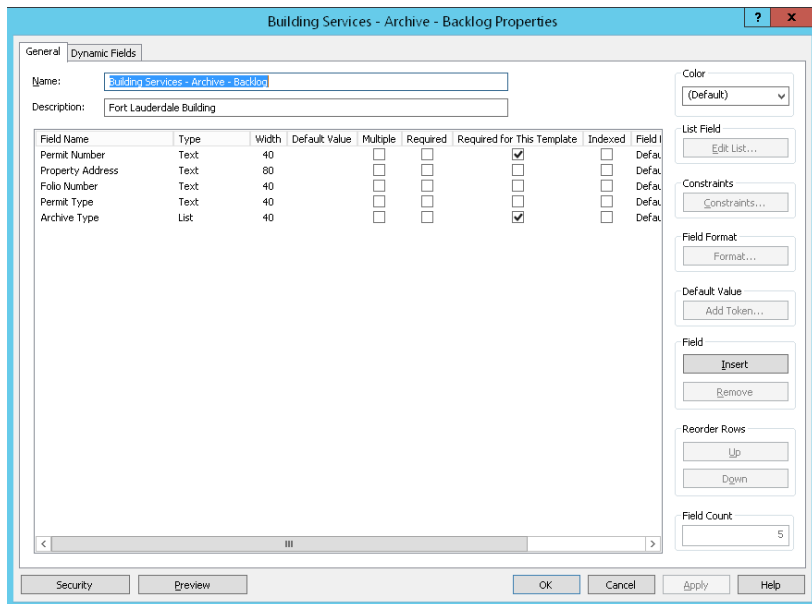 Building Services - Archive - Backlog Properties
? x
General Dynamic Fields
Name: Building Services - Archive - Backlog
Description: Fort Lauderdale Building
Field Name Type Width Default Value Multiple Required Required for This Template Indexed Field
Permit Number Text 40 Defau
Property Address Text 80 Defau
Folio Number Text 40 Defau
Permit Type Text 40 Defau
Archive Type List 40 Defau
Color
(Default)
List Field
Edit List...
Constraints
Constraints...
Field Format
Format...
Default Value
Add Token...
Field
Insert
Remove
Reorder Rows
Up
Down
Field Count
5
Security Preview OK Cancel Apply Help